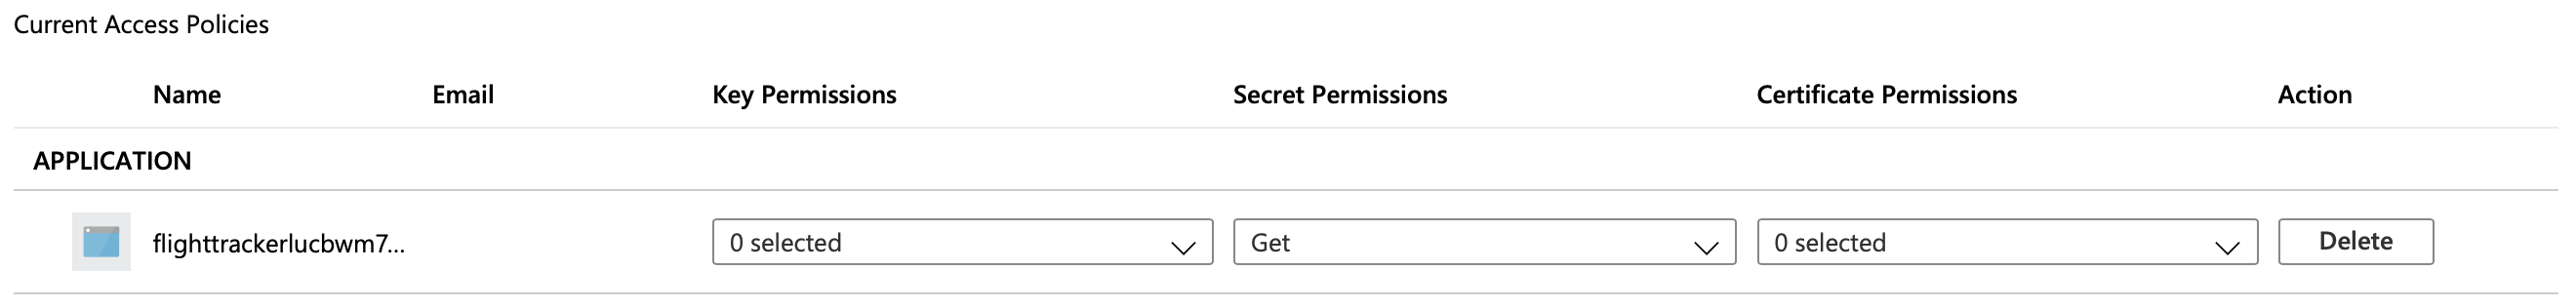 Current Access Policies
Name Email Key Permissions Secret Permissions Certificate Permissions Action
APPLICATION
flighttrackerlucbwm7... 0 selected Get 0 selected Delete